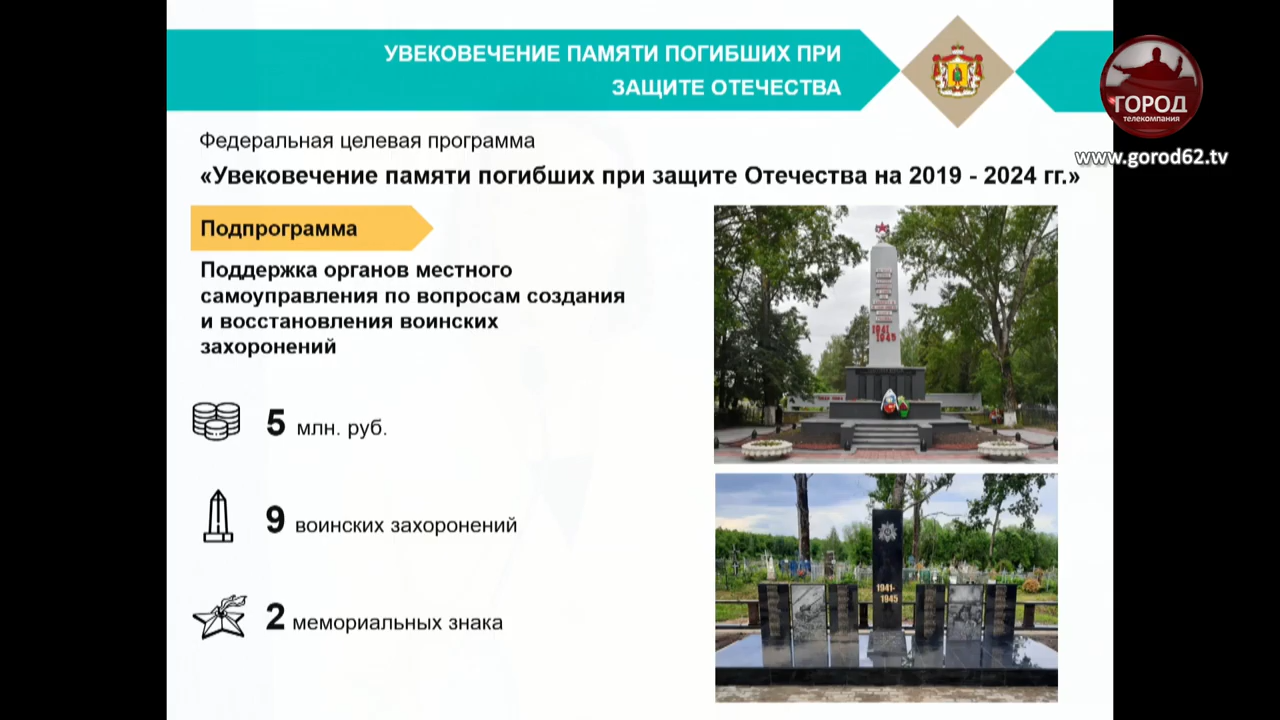 УВЕКОВЕЧЕНИЕ ПАМЯТИ ПОГИБШИХ ПРИ
ЗАЩИТЕ ОТЕЧЕСТВА
ГОРОД
телекомпания
www.gorod62.tv
Федеральная целевая программа
«Увековечение памяти погибших при защите Отечества на 2019 - 2024 гг.»
Подпрограмма
Поддержка органов местного
самоуправления по вопросам создания
и восстановления воинских
захоронений
5 млн. руб.
9 воинских захоронений
2 мемориальных знака
1941
1945
1941-
1945